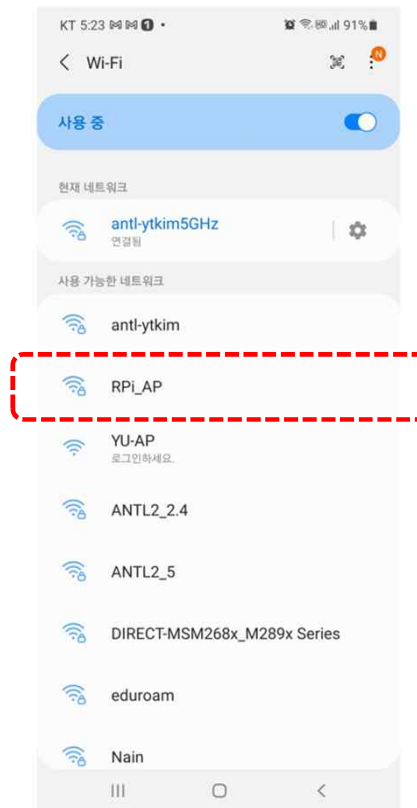 KT 5:23 1 •
91%
Wi-Fi
N
사용 중
현재 네트워크
antl-ytkim5GHz
연결됨
사용 가능한 네트워크
antl-ytkim
RPi_AP
YU-AP
로그인하세요.
ANTL2_2.4
ANTL2_5
DIRECT-MSM268x_M289x Series
eduroam
Nain